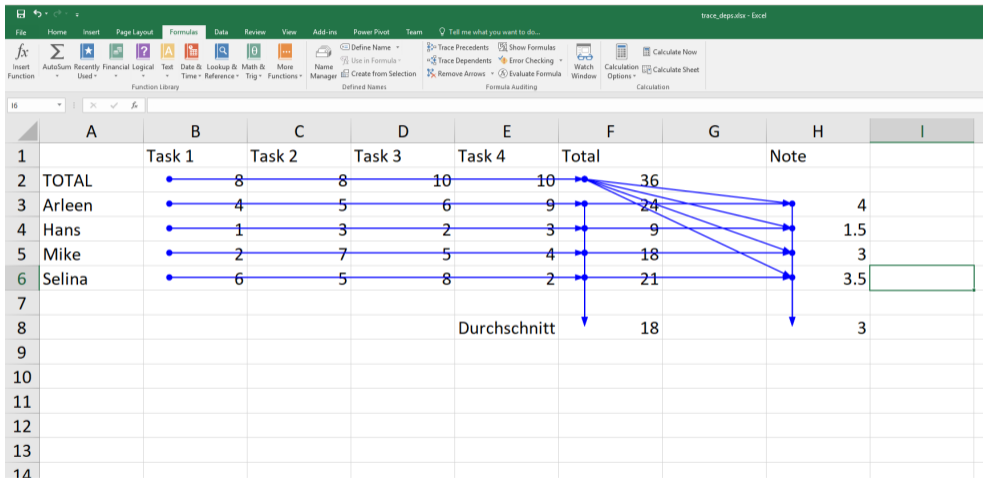 trace_deps.xlsx - Excel
File Home Insert Page Layout Formulas Data Review View Add-ins Power Pivot Team Tell me what you want to do...
fx Insert Function
AutoSum Recently Used Financial Logical Text Date & Time Lookup & Reference Math & Trig More Functions
Function Library
Name Manager Define Name Use in Formula Create from Selection
Defined Names
Trace Precedents Show Formulas
Trace Dependents Error Checking
Remove Arrows Evaluate Formula
Watch Window
Formula Auditing
Calculation Options Calculate Now Calculate Sheet
Calculation
I6 fx
A B C D E F G H I
1 Task 1 Task 2 Task 3 Task 4 Total Note
2 TOTAL 8 8 10 10 36
3 Arleen 4 5 6 9 24 4
4 Hans 1 3 2 3 9 1.5
5 Mike 2 7 5 4 18 3
6 Selina 6 5 8 2 21 3.5
7
8 Durchschnitt 18 3
9
10
11
12
13
14